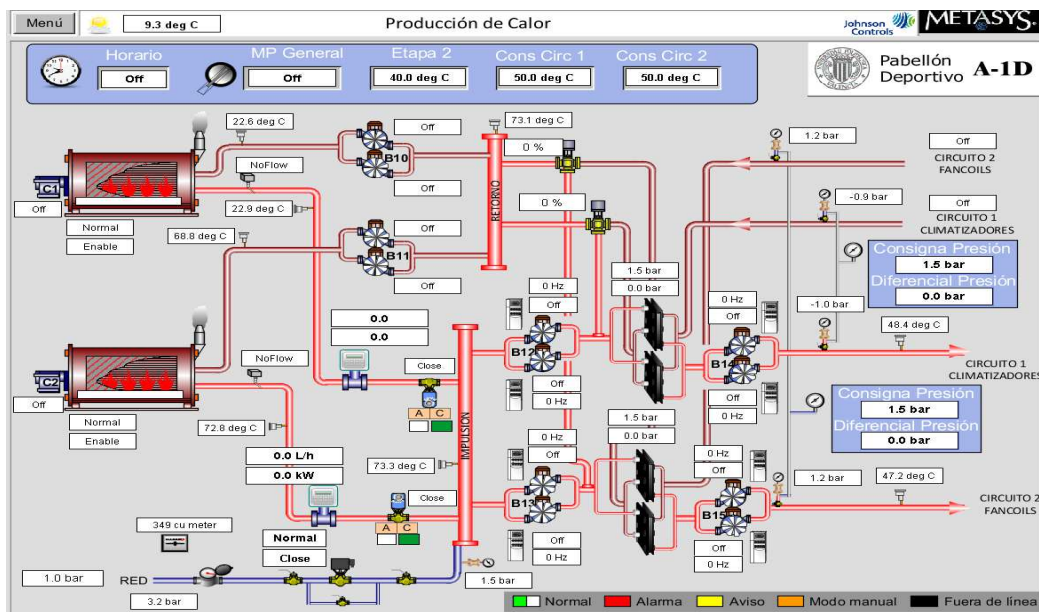 Menú
9.3 deg C
Producción de Calor
Johnson Controls
METASYS
Horario
Off
MP General
Off
Etapa 2
40.0 deg C
Cons Circ 1
50.0 deg C
Cons Circ 2
50.0 deg C
Pabellón Deportivo A-1D
22.6 deg C
Off
B10
Off
73.1 deg C
0 %
1.2 bar
Off
CIRCUITO 2
FANCOILS
C1
Off
NoFlow
22.9 deg C
Normal
Enable
68.8 deg C
RETORNO
0 %
-0.9 bar
Off
CIRCUITO 1
CLIMATIZADORES
Off
B11
Off
Consigna Presión
1.5 bar
Diferencial Presión
0.0 bar
1.5 bar
0.0 bar
0 Hz
Off
B12
Off
0 Hz
0 Hz
Off
B14
Off
0 Hz
-1.0 bar
48.4 deg C
CIRCUITO 1
CLIMATIZADORES
0.0
0.0
Close
A C
C2
Off
NoFlow
Normal
Enable
72.8 deg C
IMPULSIÓN
73.3 deg C
0.0 L/h
0.0 kW
Close
A C
Consigna Presión
1.5 bar
Diferencial Presión
0.0 bar
1.5 bar
0.0 bar
0 Hz
Off
B13
Off
0 Hz
0 Hz
Off
B15
Off
0 Hz
1.2 bar
47.2 deg C
CIRCUITO 2
FANCOILS
349 cu meter
Normal
Close
1.0 bar
RED
3.2 bar
1.5 bar
Normal
Alarma
Aviso
Modo manual
Fuera de línea